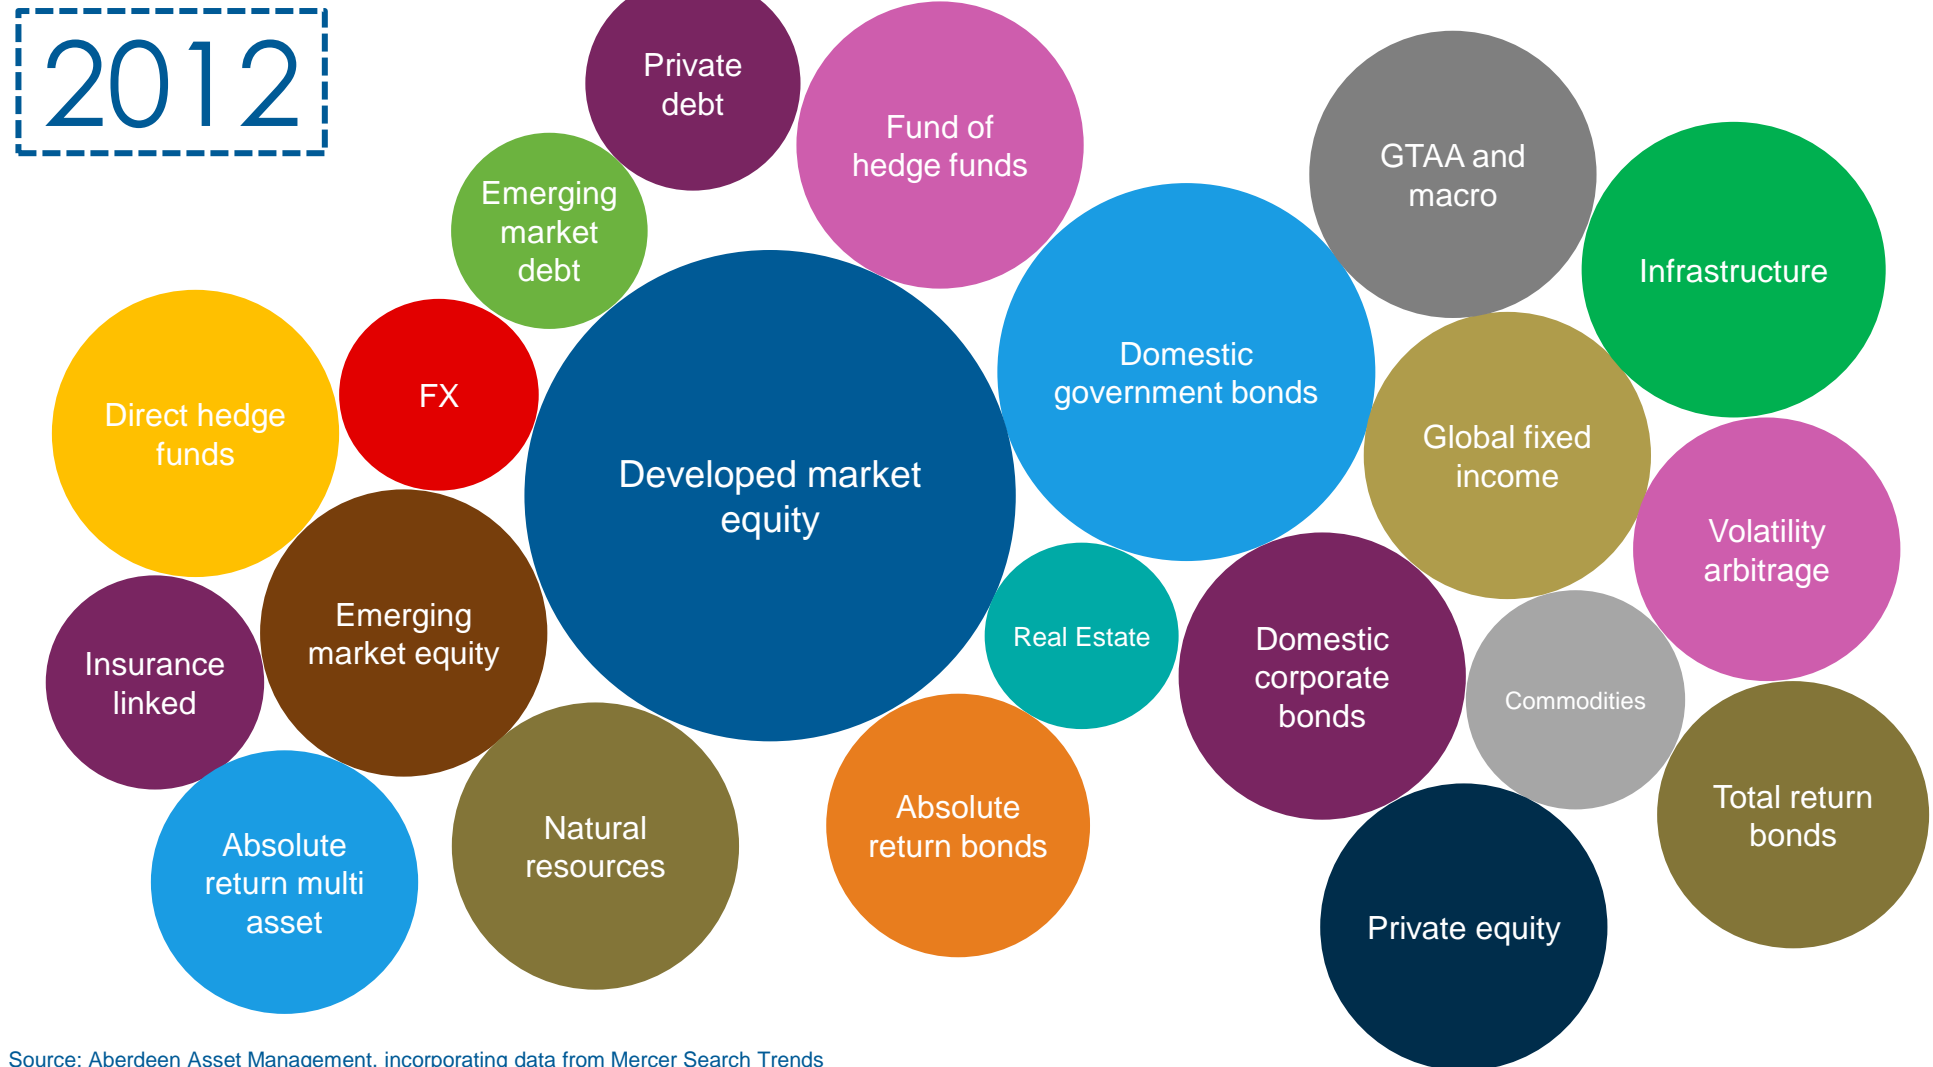 2012
Private
debt
Fund of
hedge funds
GTAA and
macro
Emerging
market
debt
Infrastructure
Domestic
government bonds
FX
Direct hedge
funds
Global fixed
income
Developed market
equity
Volatility
arbitrage
Emerging
market equity
Real Estate
Domestic
corporate
bonds
Insurance
linked
Commodities
Absolute
return bonds
Total return
bonds
Natural
resources
Absolute
return multi
asset
Private equity
Source: Aberdeen Asset Management, incorporating data from Mercer Search Trends